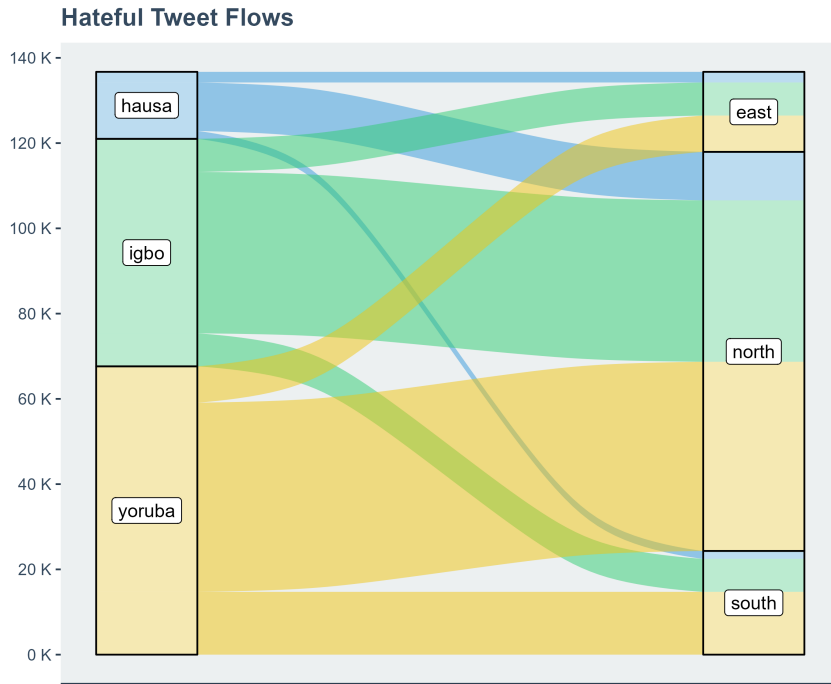 Hateful Tweet Flows
140 K
120 K
100 K
80 K
60 K
40 K
20 K
0 K
hausa
igbo
yoruba
east
north
south